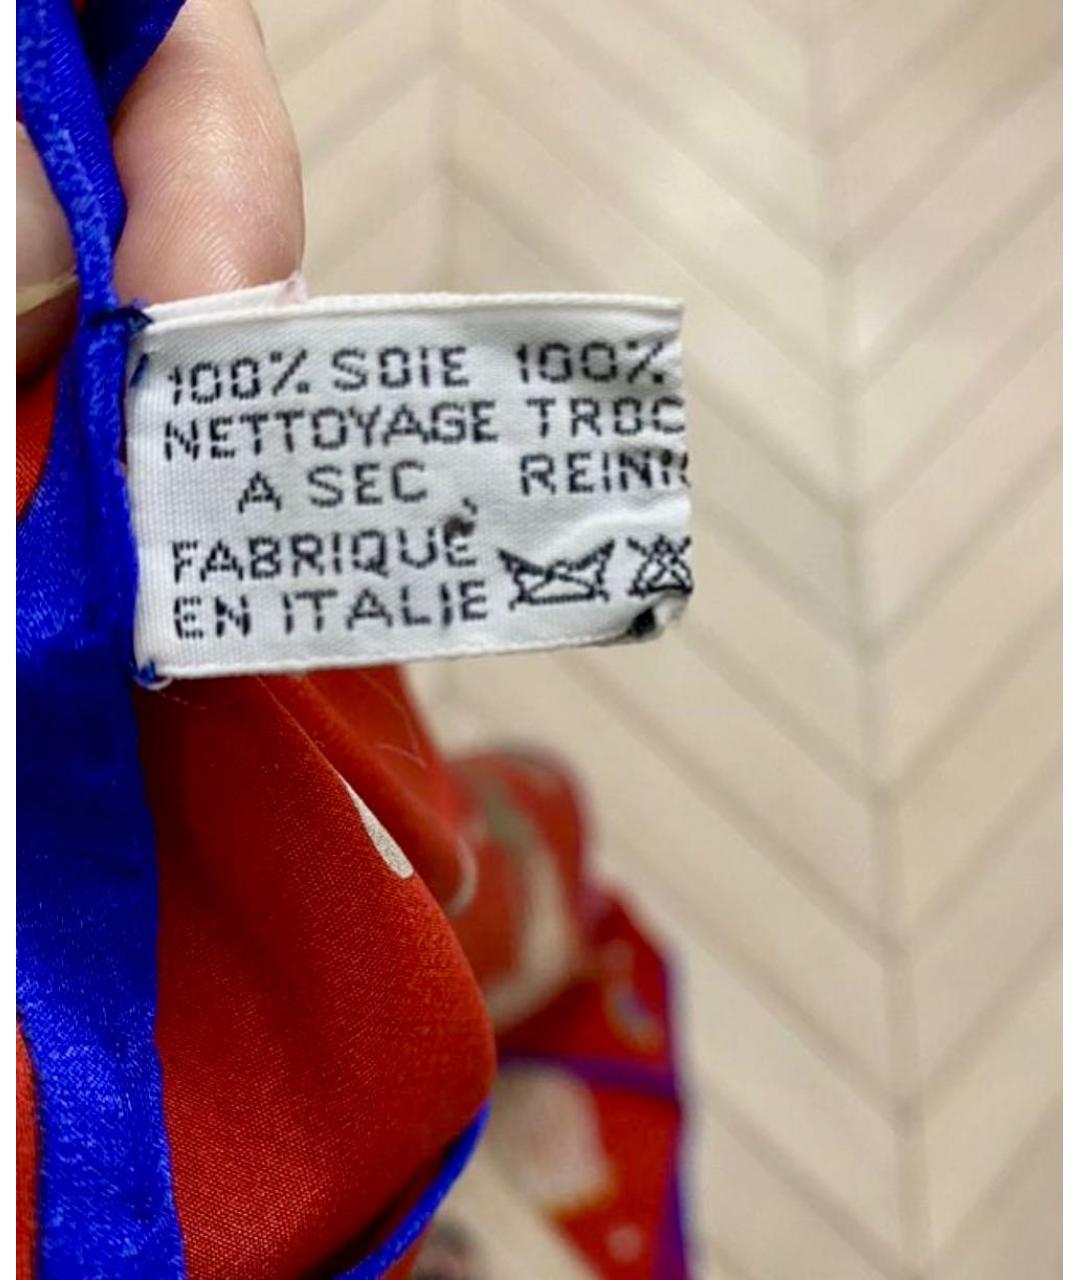 100% SOIE 100%
NETTOYAGE TROC
A SEC REINI
FABRIQUÉ
EN ITALIE